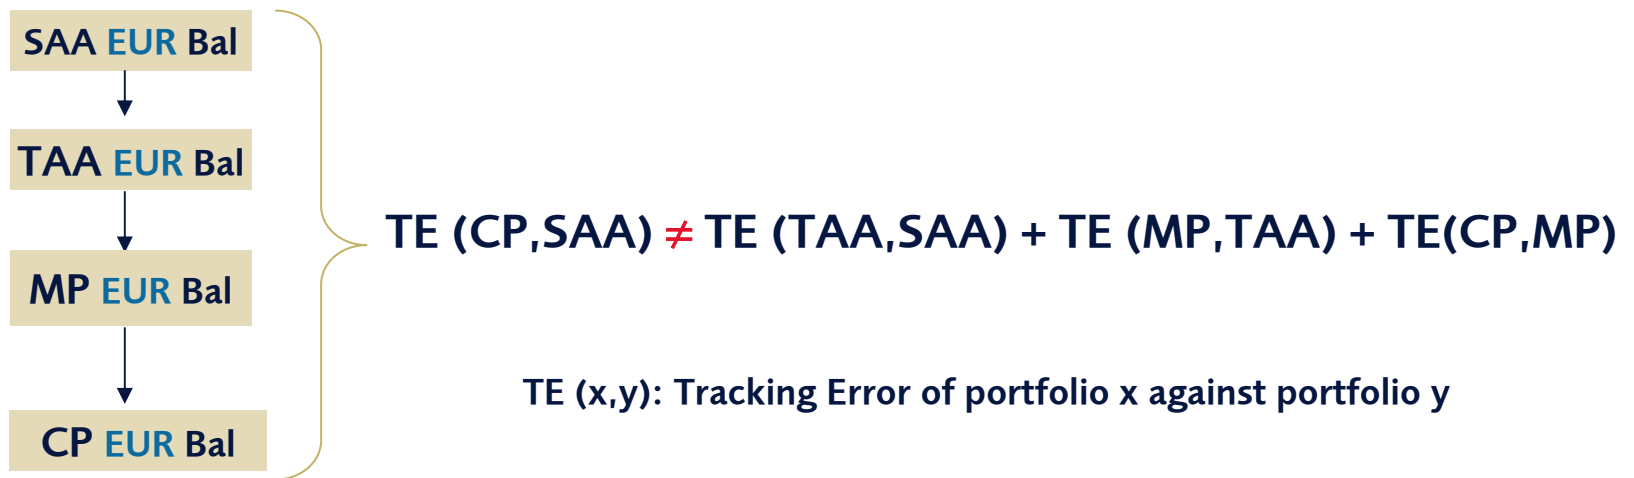 SAA EUR Bal
TAA EUR Bal
MP EUR Bal
CP EUR Bal
TE (CP,SAA) ≠ TE (TAA,SAA) + TE (MP,TAA) + TE(CP,MP)
TE (x,y): Tracking Error of portfolio x against portfolio y